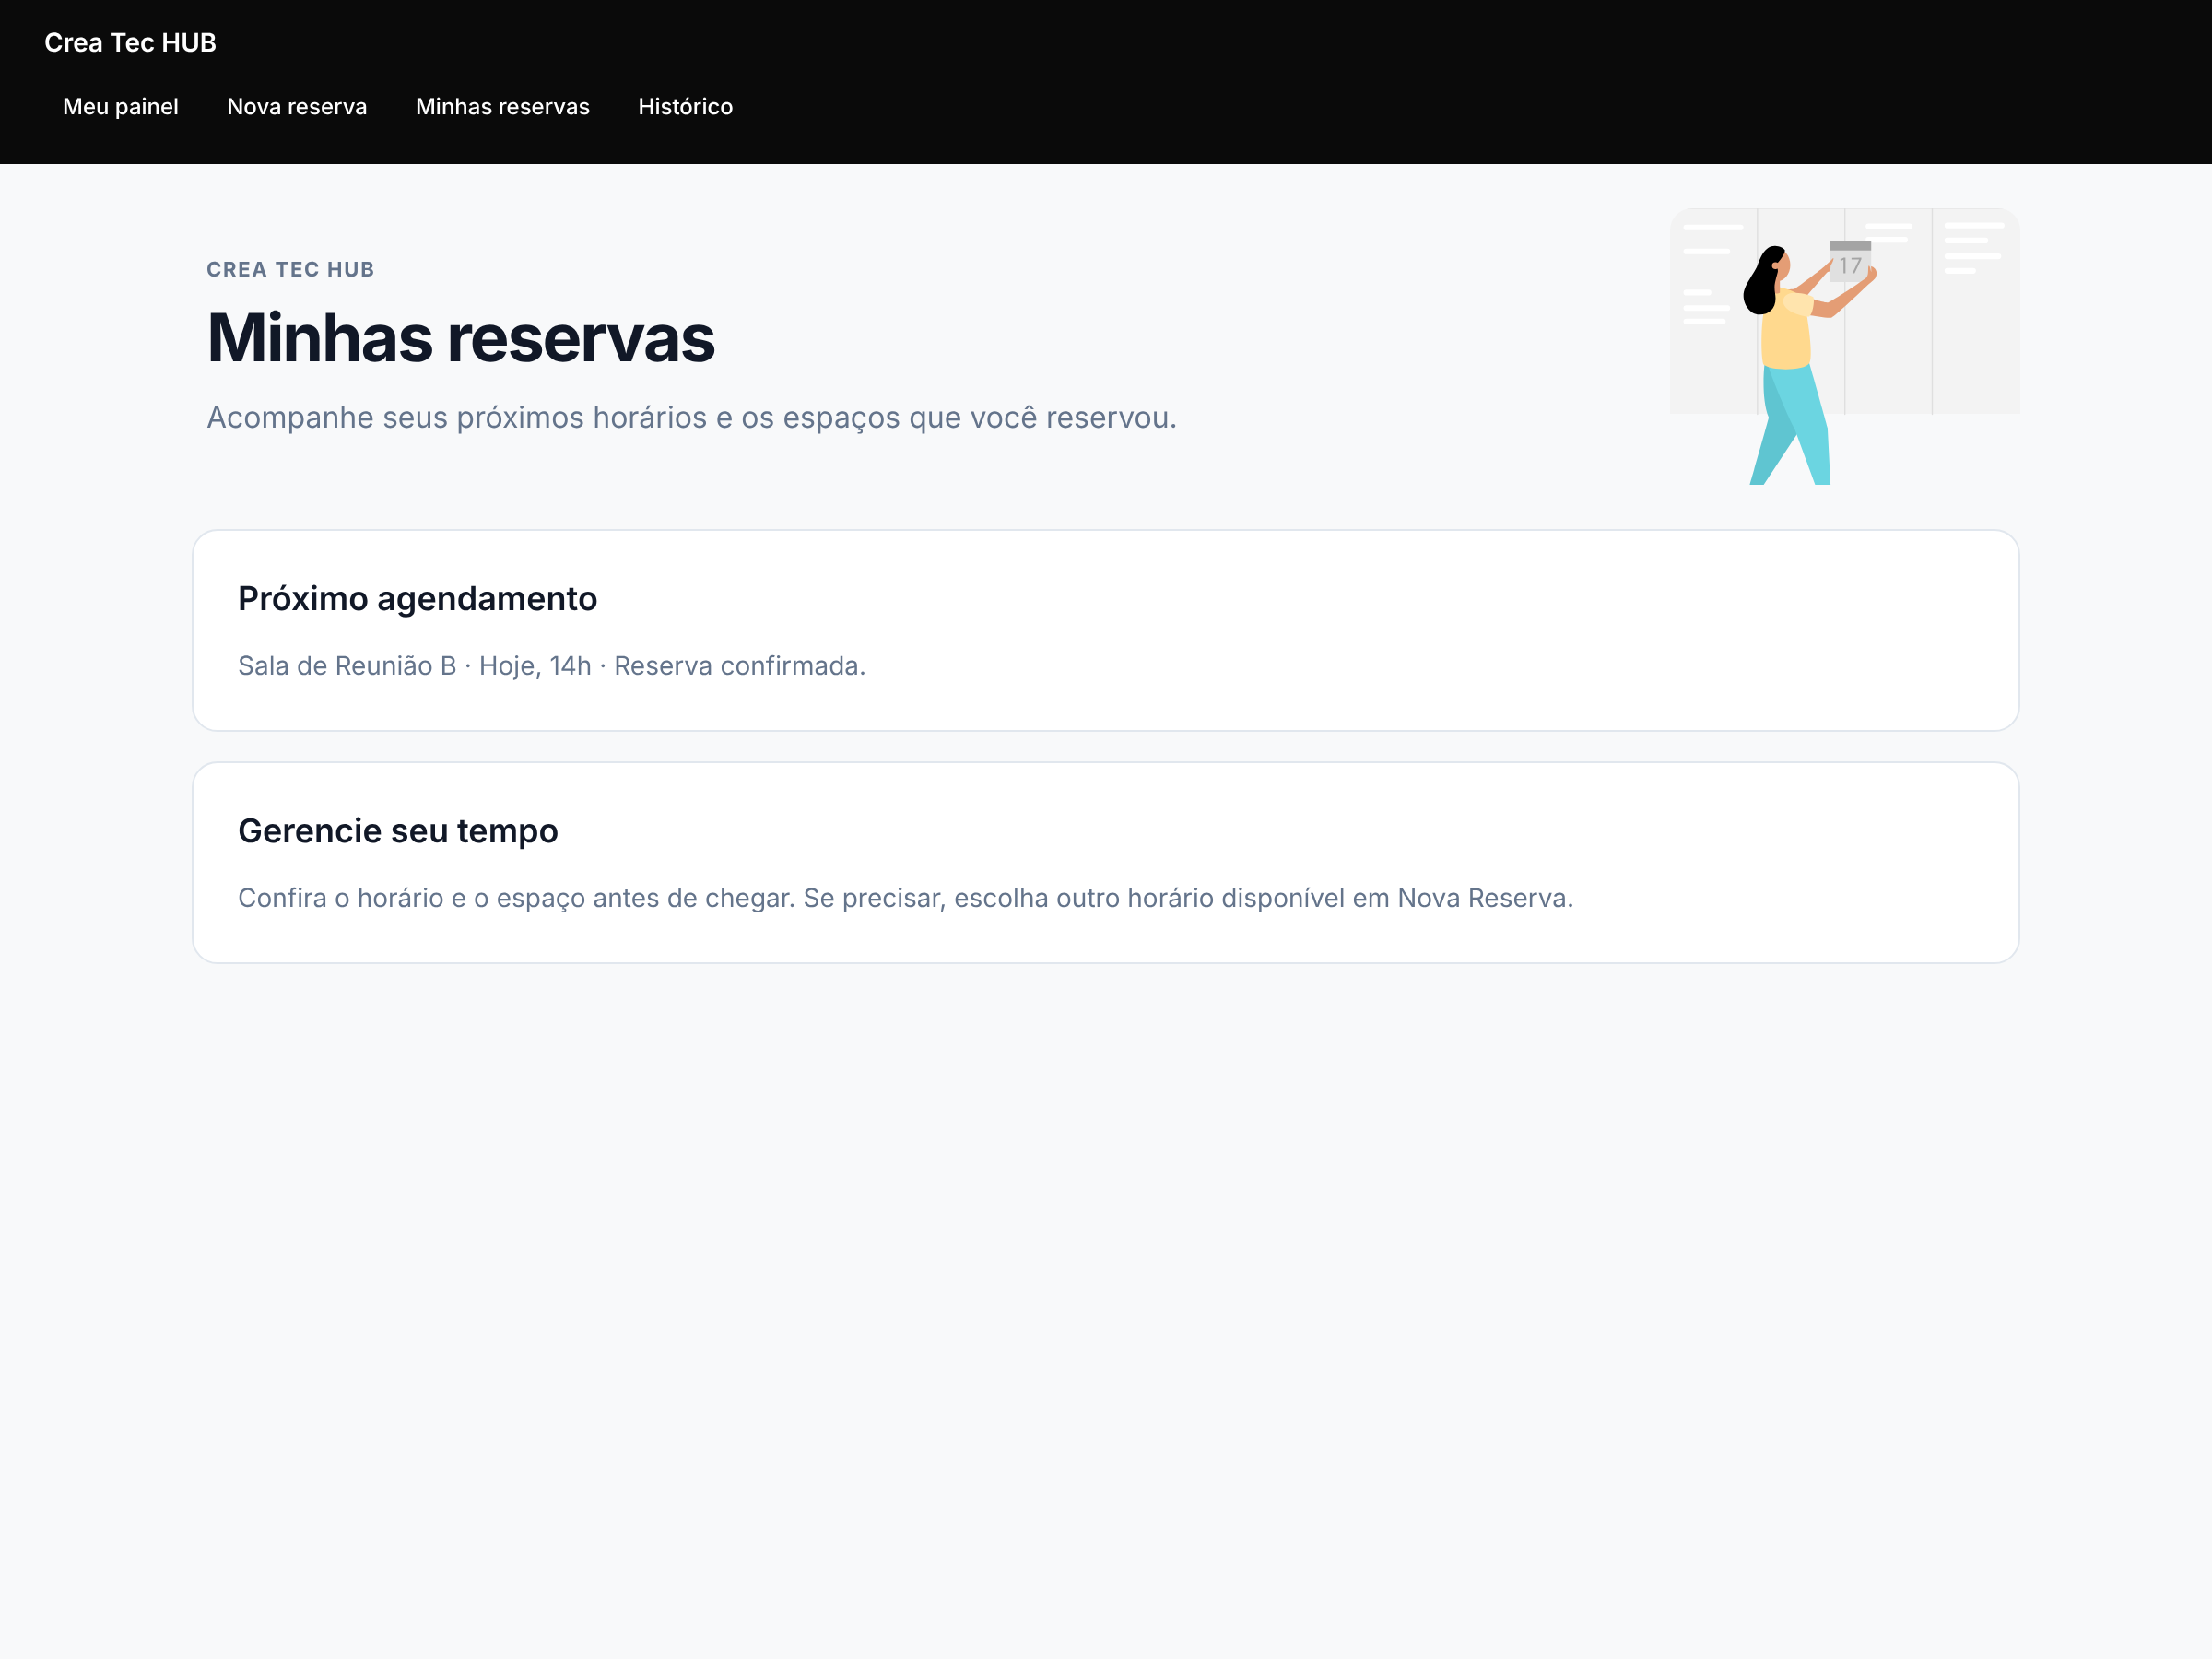 Crea Tec HUB
Meu painel Nova reserva Minhas reservas Histórico
CREA TEC HUB
Minhas reservas
Acompanhe seus próximos horários e os espaços que você reservou.
17
Próximo agendamento
Sala de Reunião B · Hoje, 14h · Reserva confirmada.
Gerencie seu tempo
Confira o horário e o espaço antes de chegar. Se precisar, escolha outro horário disponível em Nova Reserva.